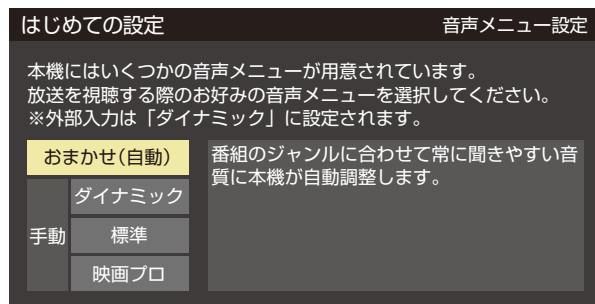 はじめての設定 音声メニュー設定
本機にはいくつかの音声メニューが用意されています。
放送を視聴する際のお好みの音声メニューを選択してください。
※外部入力は「ダイナミック」に設定されます。
おまかせ(自動)
手動
ダイナミック
標準
映画プロ
番組のジャンルに合わせて常に聞きやすい音
質に本機が自動調整します。